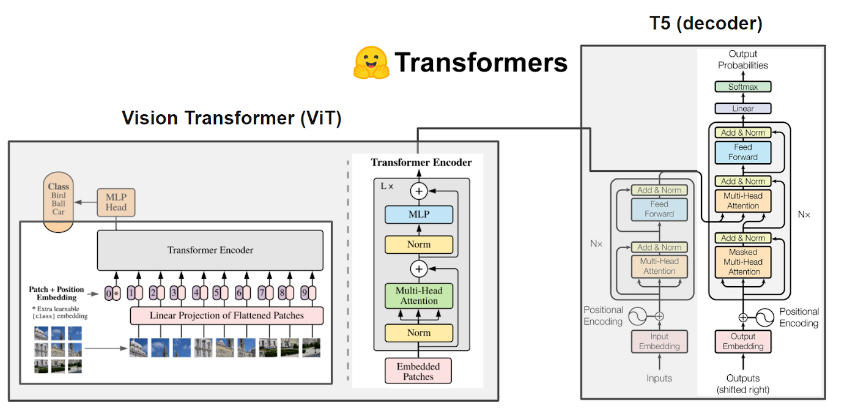 T5 (decoder)
Transformers
Vision Transformer (ViT)
Class
Bird
Ball
Car
MLP
Head
Transformer Encoder
Patch + Position
Embedding
0 * 1 2 3 4 5 6 7 8 9
* Extra learnable
[class] embedding
Linear Projection of Flattened Patches
Transformer Encoder
L ×
+
MLP
Norm
+
Multi-Head
Attention
Norm
Embedded
Patches
Add & Norm
Feed
Forward
N×
Add & Norm
Multi-Head
Attention
Positional
Encoding
Input
Embedding
Inputs
Output
Probabilities
Softmax
Linear
Add & Norm
Feed
Forward
Add & Norm
Multi-Head
Attention
N×
Add & Norm
Masked
Multi-Head
Attention
Positional
Encoding
Output
Embedding
Outputs
(shifted right)